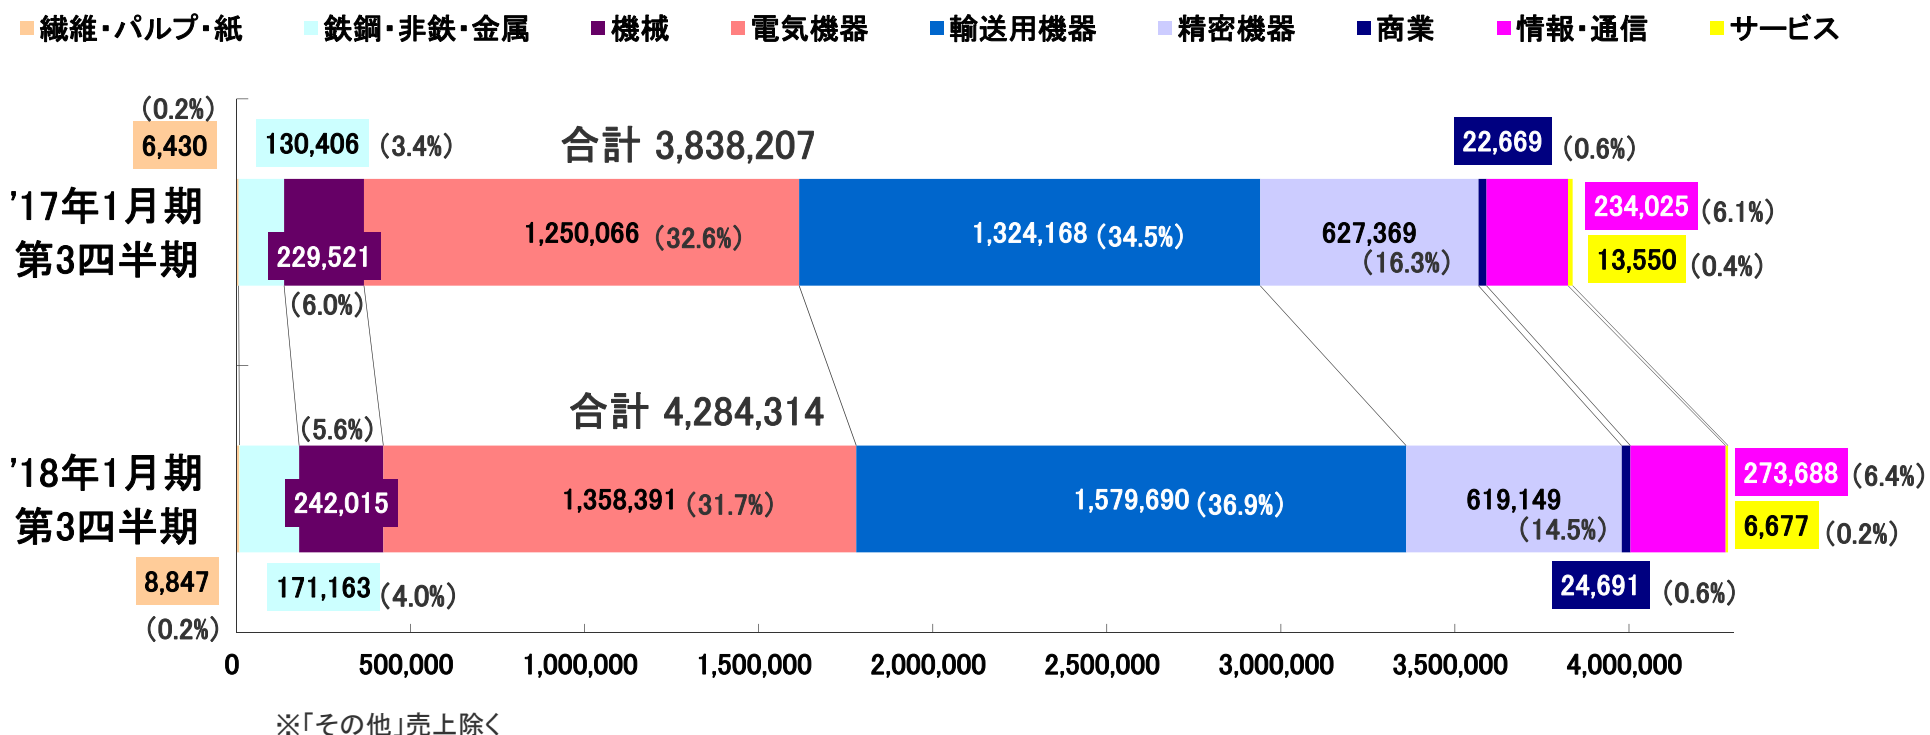 繊維・パルプ・紙 鉄鋼・非鉄・金属 機械 電気機器 輸送用機器 精密機器 商業 情報・通信 サービス
(0.2%)
6,430
130,406 (3.4%)
合計 3,838,207
22,669 (0.6%)
'17年1月期
第3四半期
229,521
(6.0%)
1,250,066 (32.6%)
1,324,168 (34.5%)
627,369
(16.3%)
234,025 (6.1%)
13,550 (0.4%)
合計 4,284,314
(5.6%)
'18年1月期
第3四半期
242,015
1,358,391 (31.7%)
1,579,690 (36.9%)
619,149
(14.5%)
273,688 (6.4%)
6,677 (0.2%)
8,847
(0.2%)
171,163 (4.0%)
24,691 (0.6%)
0 500,000 1,000,000 1,500,000 2,000,000 2,500,000 3,000,000 3,500,000 4,000,000
※「その他」売上除く